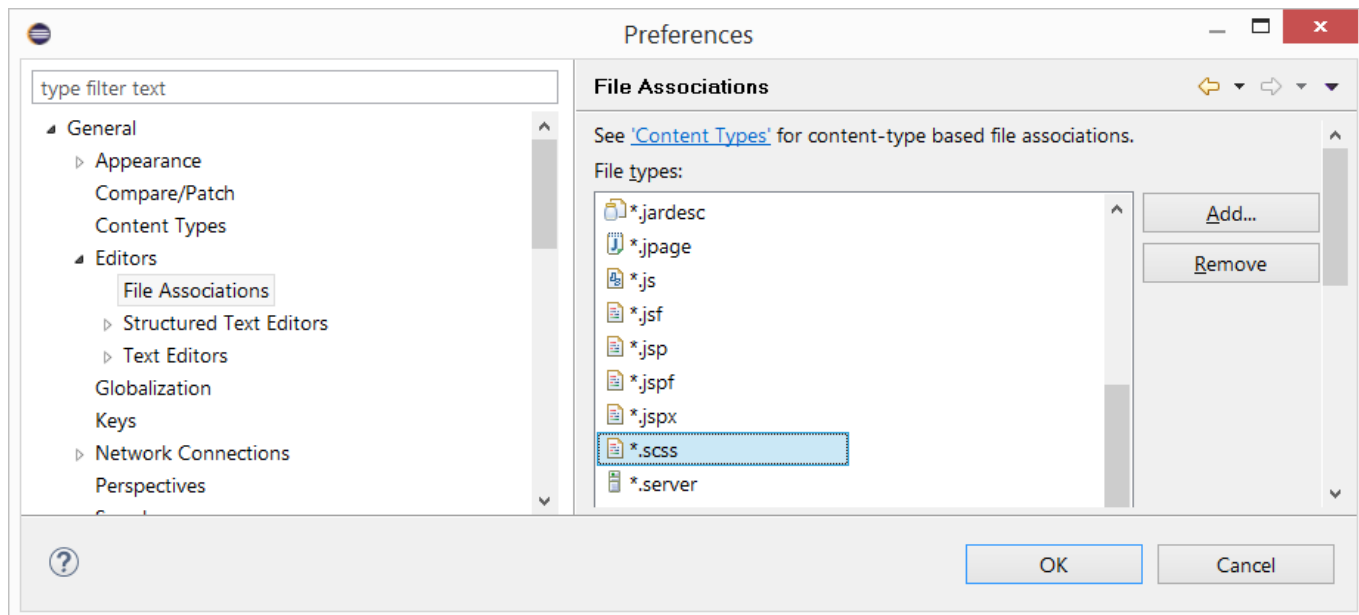 Preferences
type filter text
General
Appearance
Compare/Patch
Content Types
Editors
File Associations
Structured Text Editors
Text Editors
Globalization
Keys
Network Connections
Perspectives
File Associations
See 'Content Types' for content-type based file associations.
File types:
*.jardesc
*.jpage
*.js
*.jsf
*.jsp
*.jspf
*.jspx
*.scss
*.server
Add...
Remove
OK
Cancel